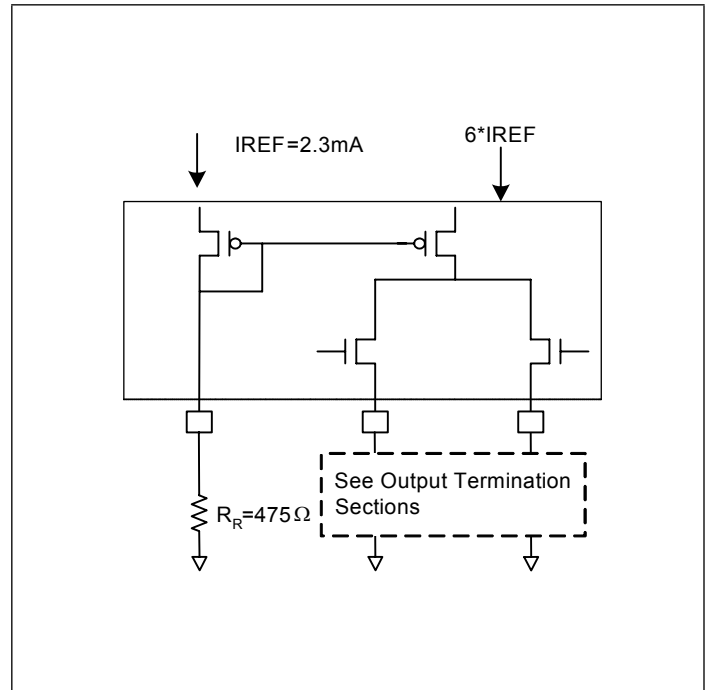 IREF=2.3mA
6*IREF
See Output Termination
Sections
R_R=475Ω